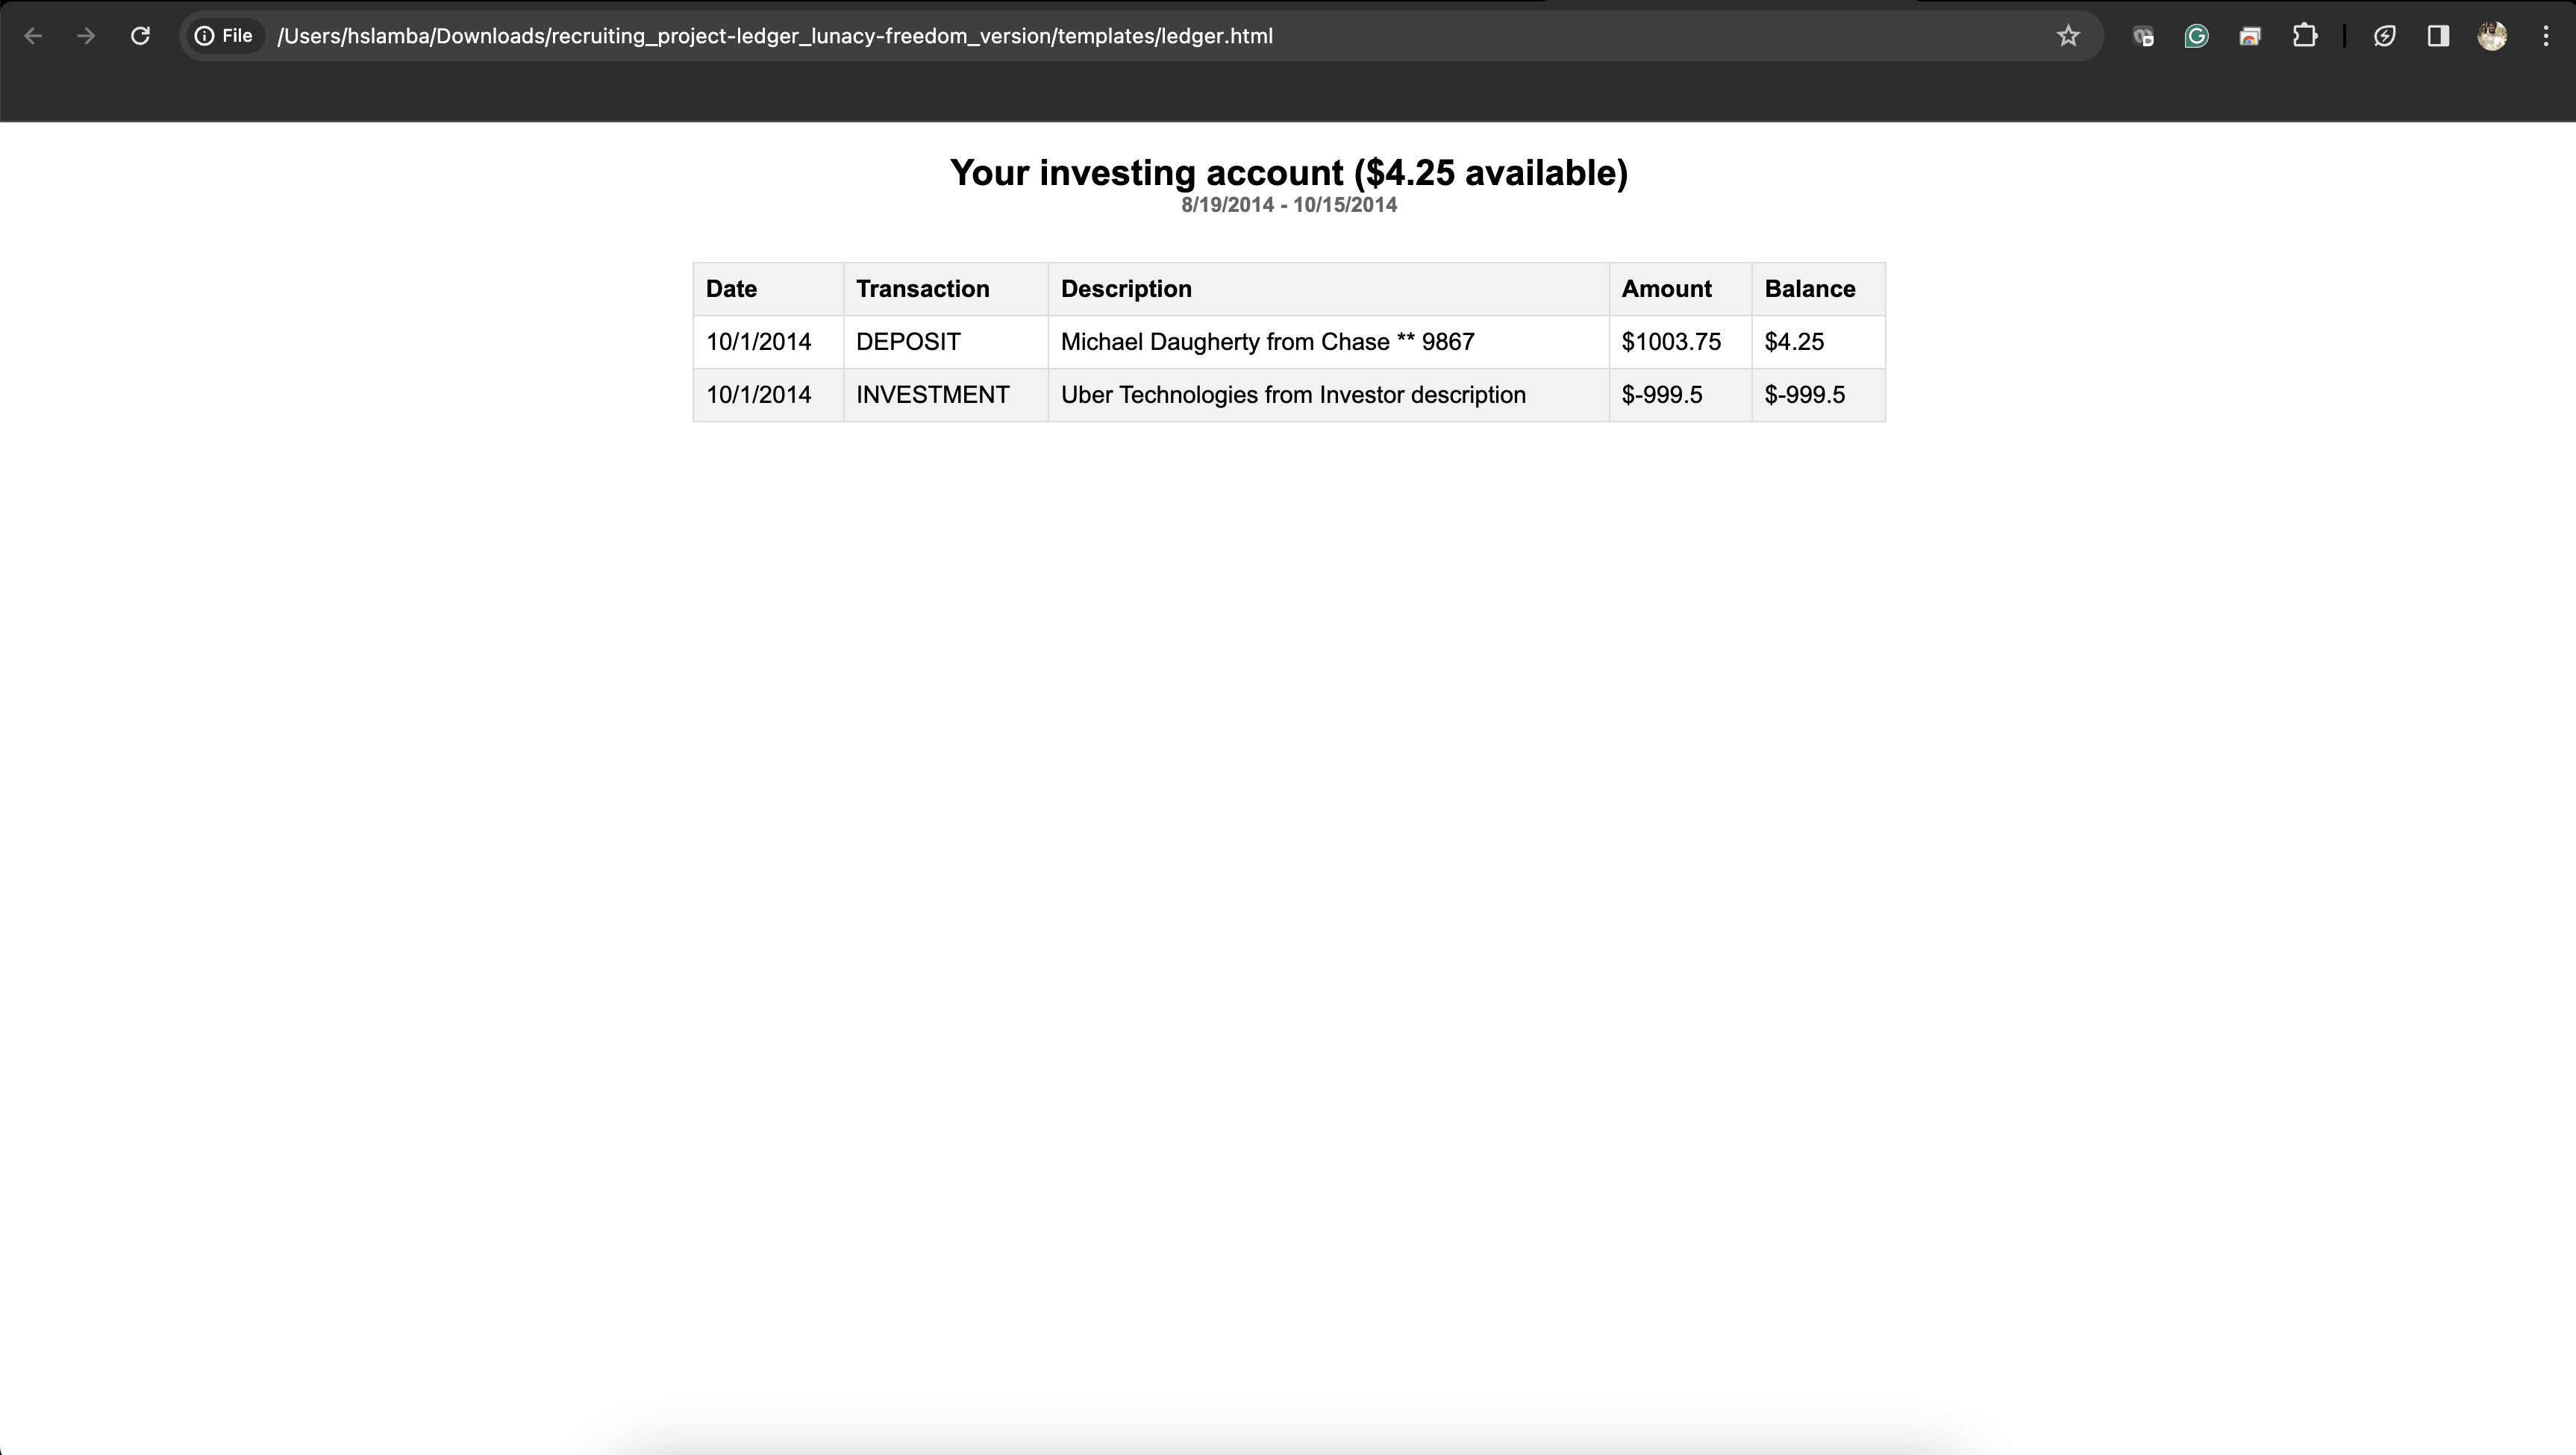 File /Users/hslamba/Downloads/recruiting_project-ledger_lunacy-freedom_version/templates/ledger.html
Your investing account ($4.25 available)
8/19/2014 - 10/15/2014
Date Transaction Description Amount Balance
10/1/2014 DEPOSIT Michael Daugherty from Chase ** 9867 $1003.75 $4.25
10/1/2014 INVESTMENT Uber Technologies from Investor description $-999.5 $-999.5